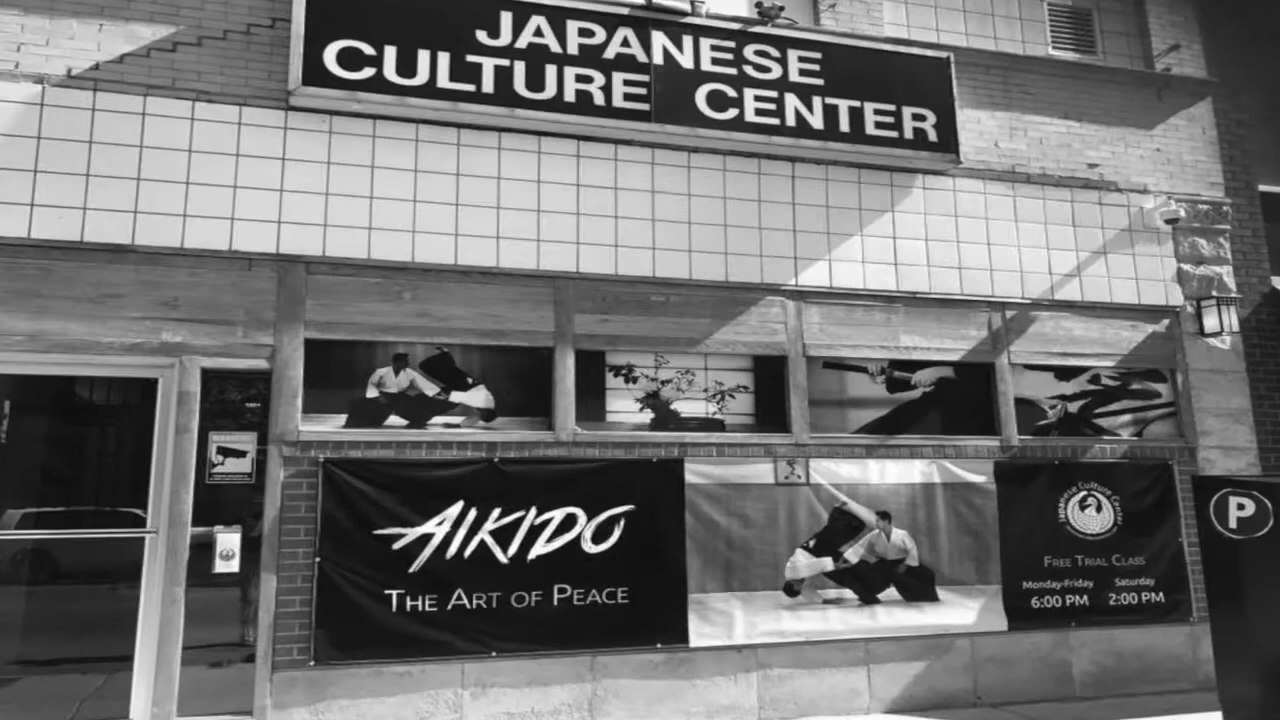 JAPANESE
CULTURE CENTER
AIKIDO
THE ART OF PEACE
Japanese Culture Center
FREE TRIAL CLASS
Monday-Friday Saturday
6:00 PM 2:00 PM
P